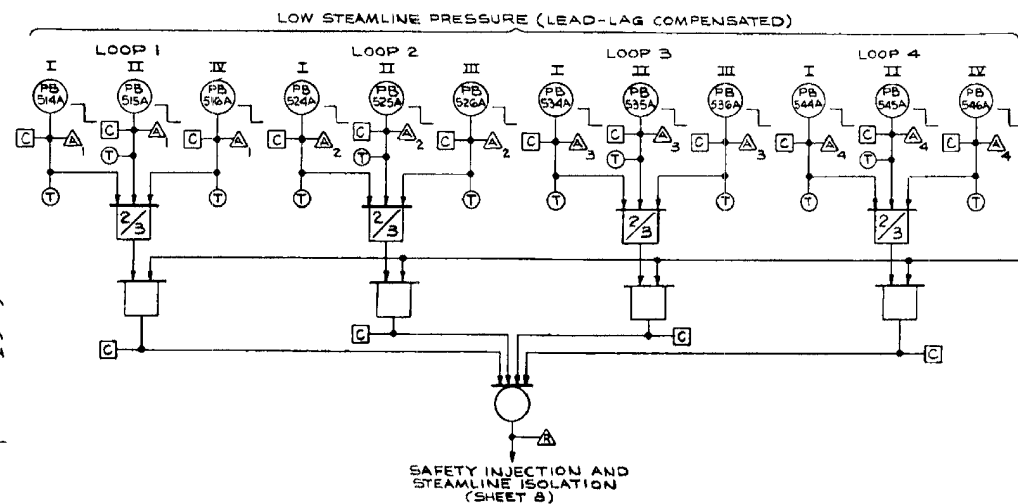 LOW STEAMLINE PRESSURE (LEAD-LAG COMPENSATED)
LOOP 1 LOOP 2 LOOP 3 LOOP 4
I II IV I II III I II III I II IV
PB 514A PB 515A PB 516A PB 524A PB 525A PB 526A PB 534A PB 535A PB 536A PB 544A PB 545A PB 546A
C A 1 C A 1 C A 1 C A 2 C A 2 C A 2 C A 3 C A 3 C A 3 C A 4 C A 4 C A 4
T T T T
T T T T T T T T
2/3 2/3 2/3 2/3
C C C C
R
SAFETY INJECTION AND
STEAMLINE ISOLATION
(SHEET 8)